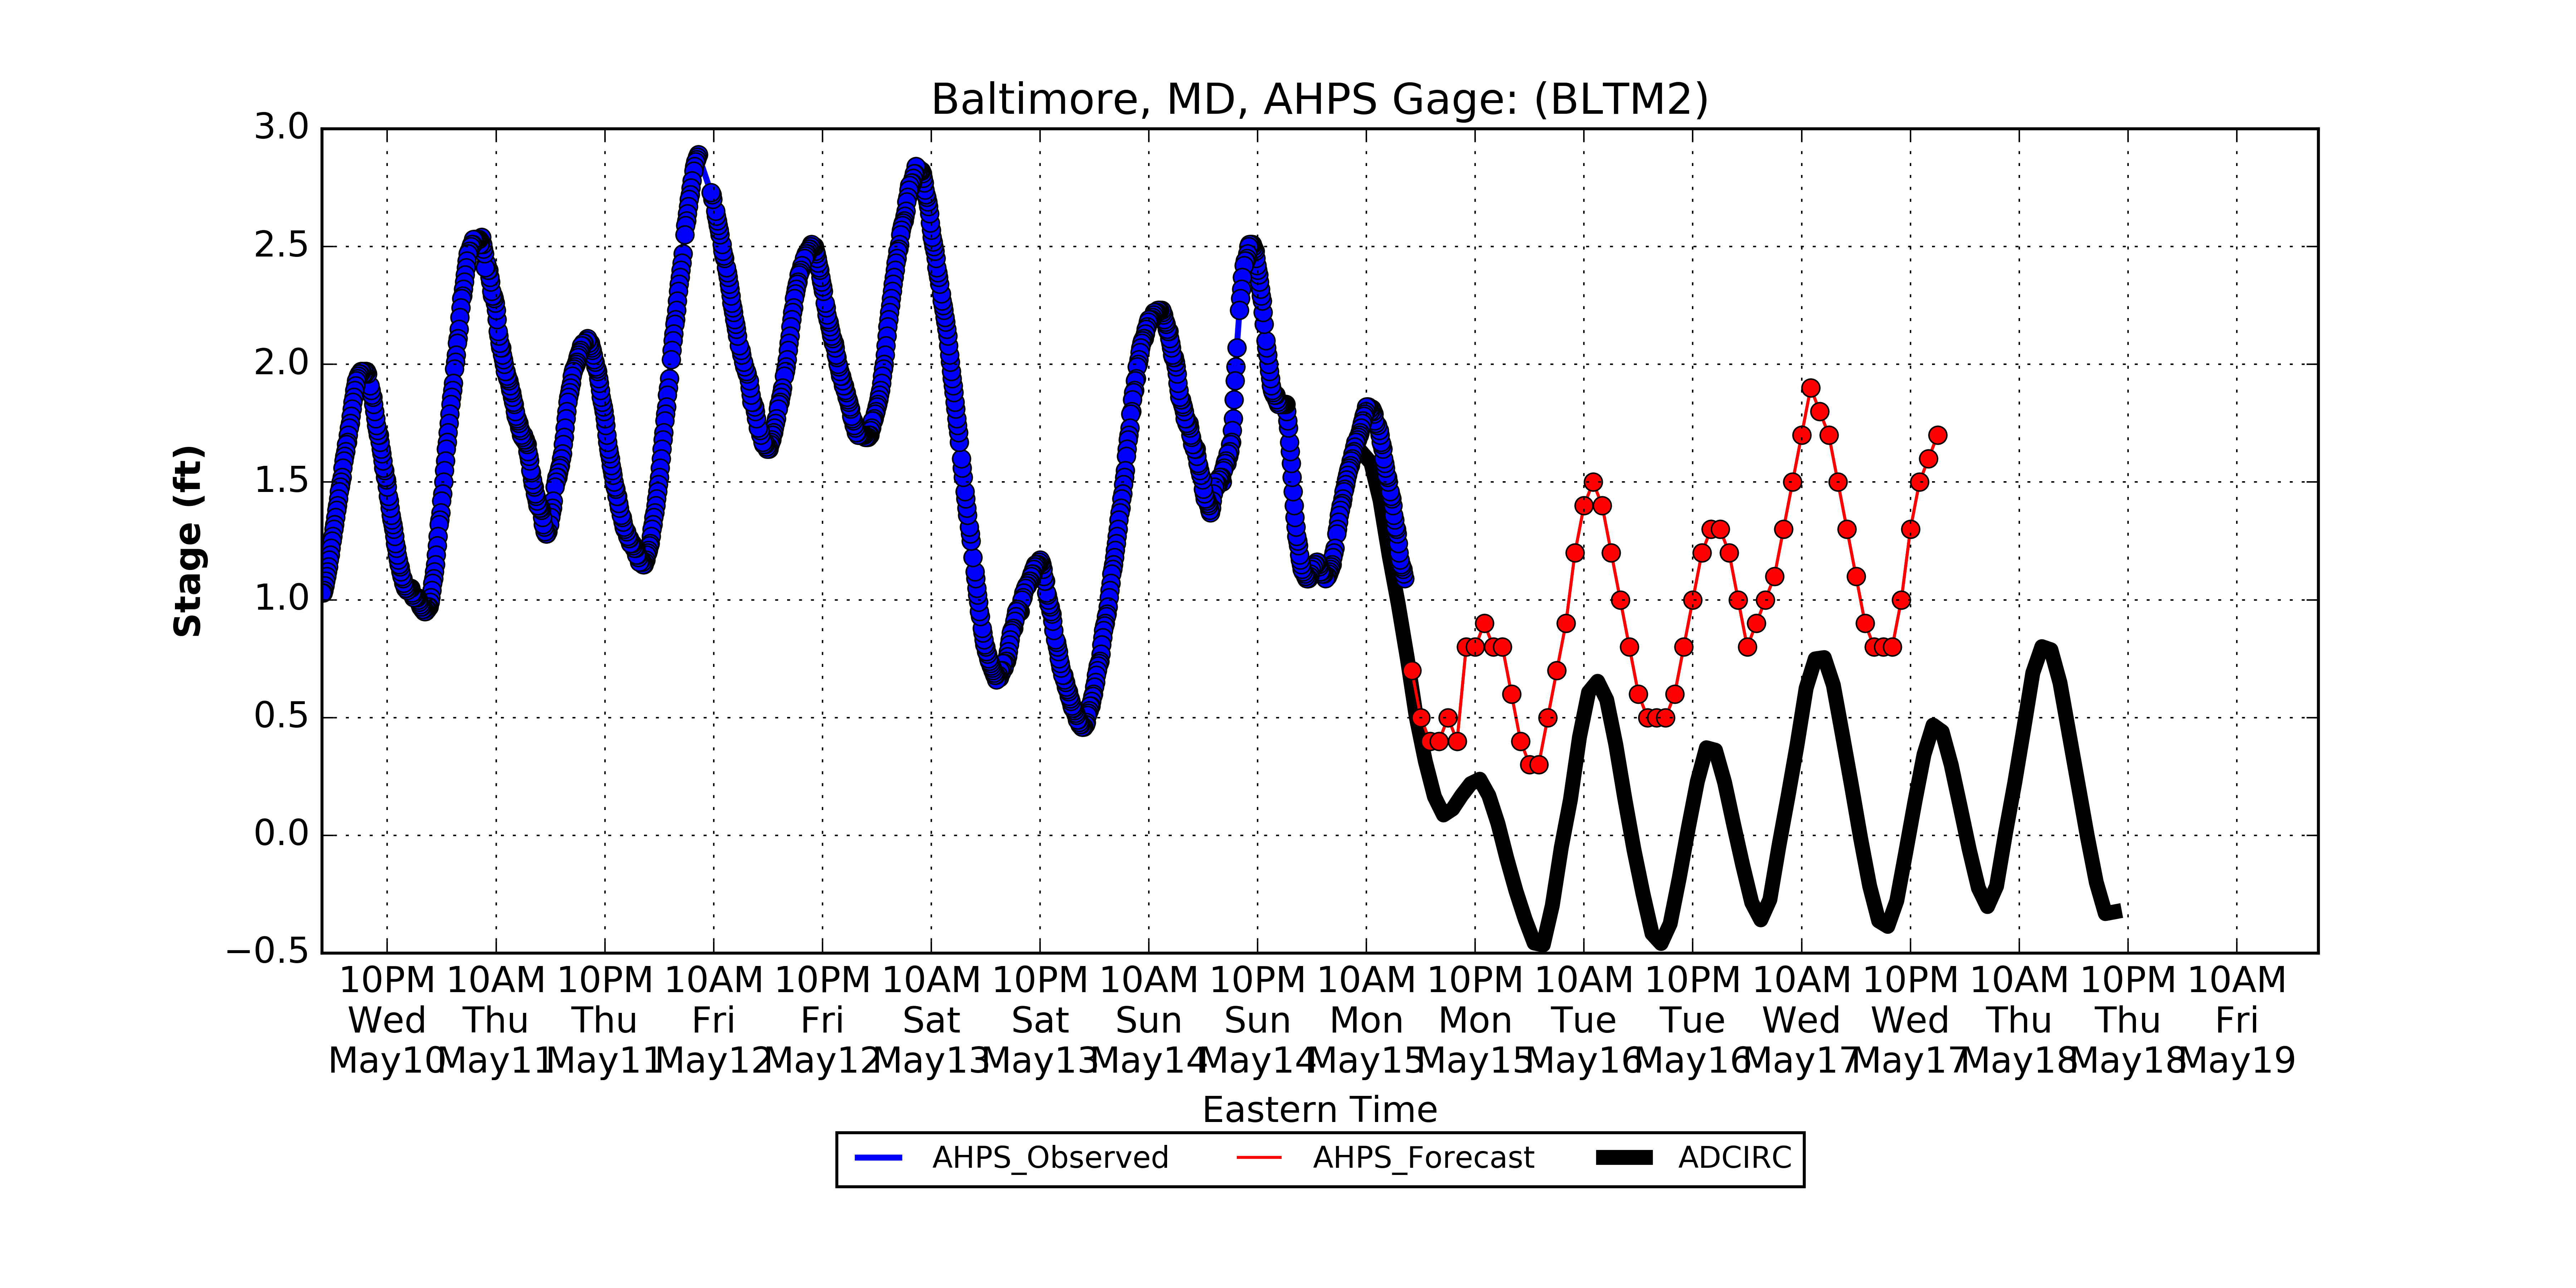 Baltimore, MD, AHPS Gage: (BLTM2)
3.0
2.5
2.0
1.5
1.0
0.5
0.0
−0.5
Stage (ft)
10PM 10AM 10PM 10AM 10PM 10AM 10PM 10AM 10PM 10AM 10PM 10AM 10PM 10AM 10PM 10AM 10PM 10AM
Wed Thu Thu Fri Fri Sat Sat Sun Sun Mon Mon Tue Tue Wed Wed Thu Thu Fri
May10 May11 May11 May12 May12 May13 May13 May14 May14 May15 May15 May16 May16 May17 May17 May18 May18 May19
Eastern Time
AHPS_Observed AHPS_Forecast ADCIRC